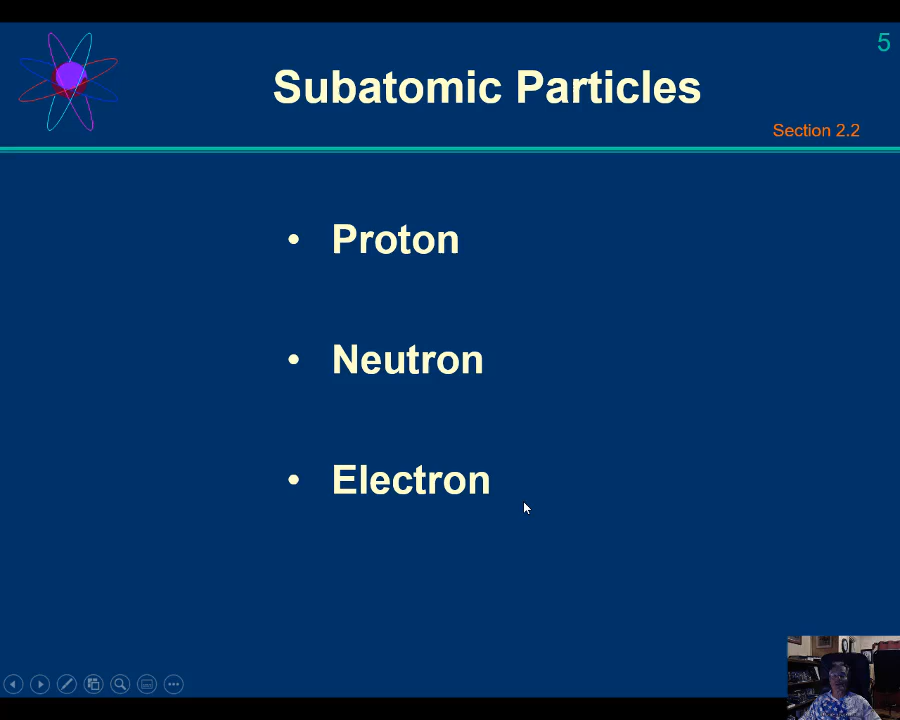 5
Subatomic Particles
Section 2.2
• Proton
• Neutron
• Electron